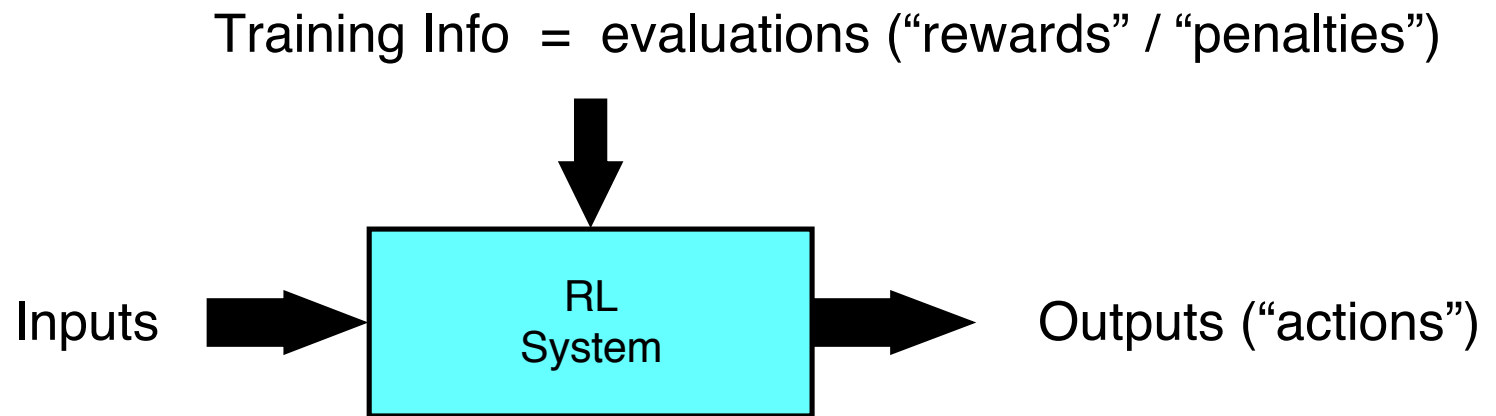 Training Info = evaluations (“rewards” / “penalties”)
RL
System
Inputs
Outputs (“actions”)